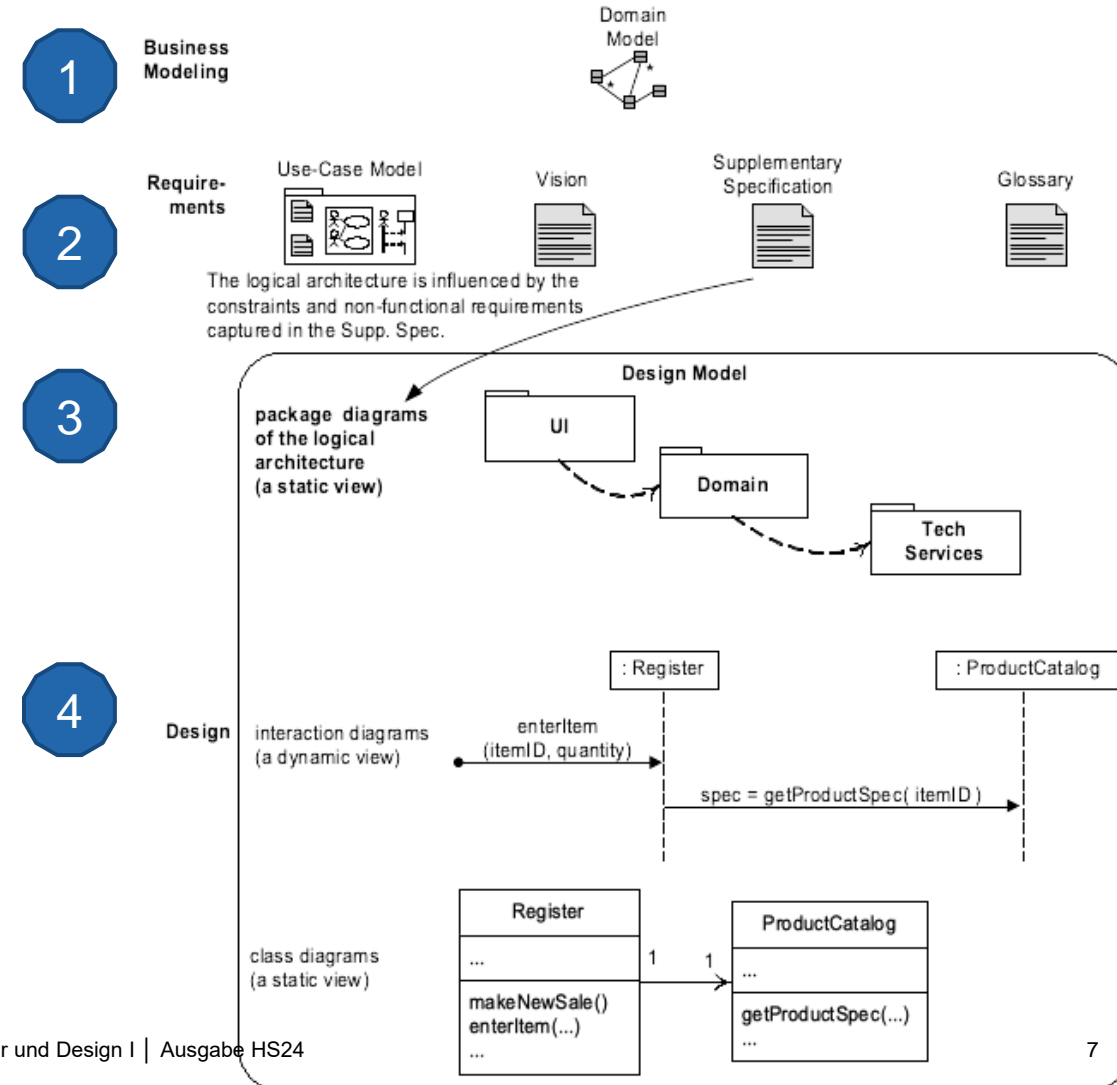 1
Business
Modeling
Domain
Model
*
*
2
Require-
ments
Use-Case Model
Vision
Supplementary
Specification
Glossary
The logical architecture is influenced by the
constraints and non-functional requirements
captured in the Supp. Spec.
3
Design Model
package diagrams
of the logical
architecture
(a static view)
UI
Domain
Tech
Services
4
Design
interaction diagrams
(a dynamic view)
enterItem
(itemID, quantity)
: Register
: ProductCatalog
spec = getProductSpec( itemID )
class diagrams
(a static view)
Register
...
makeNewSale()
enterItem(...)
...
1
1
ProductCatalog
...
getProductSpec(...)
...
r und Design I | Ausgabe HS24
7